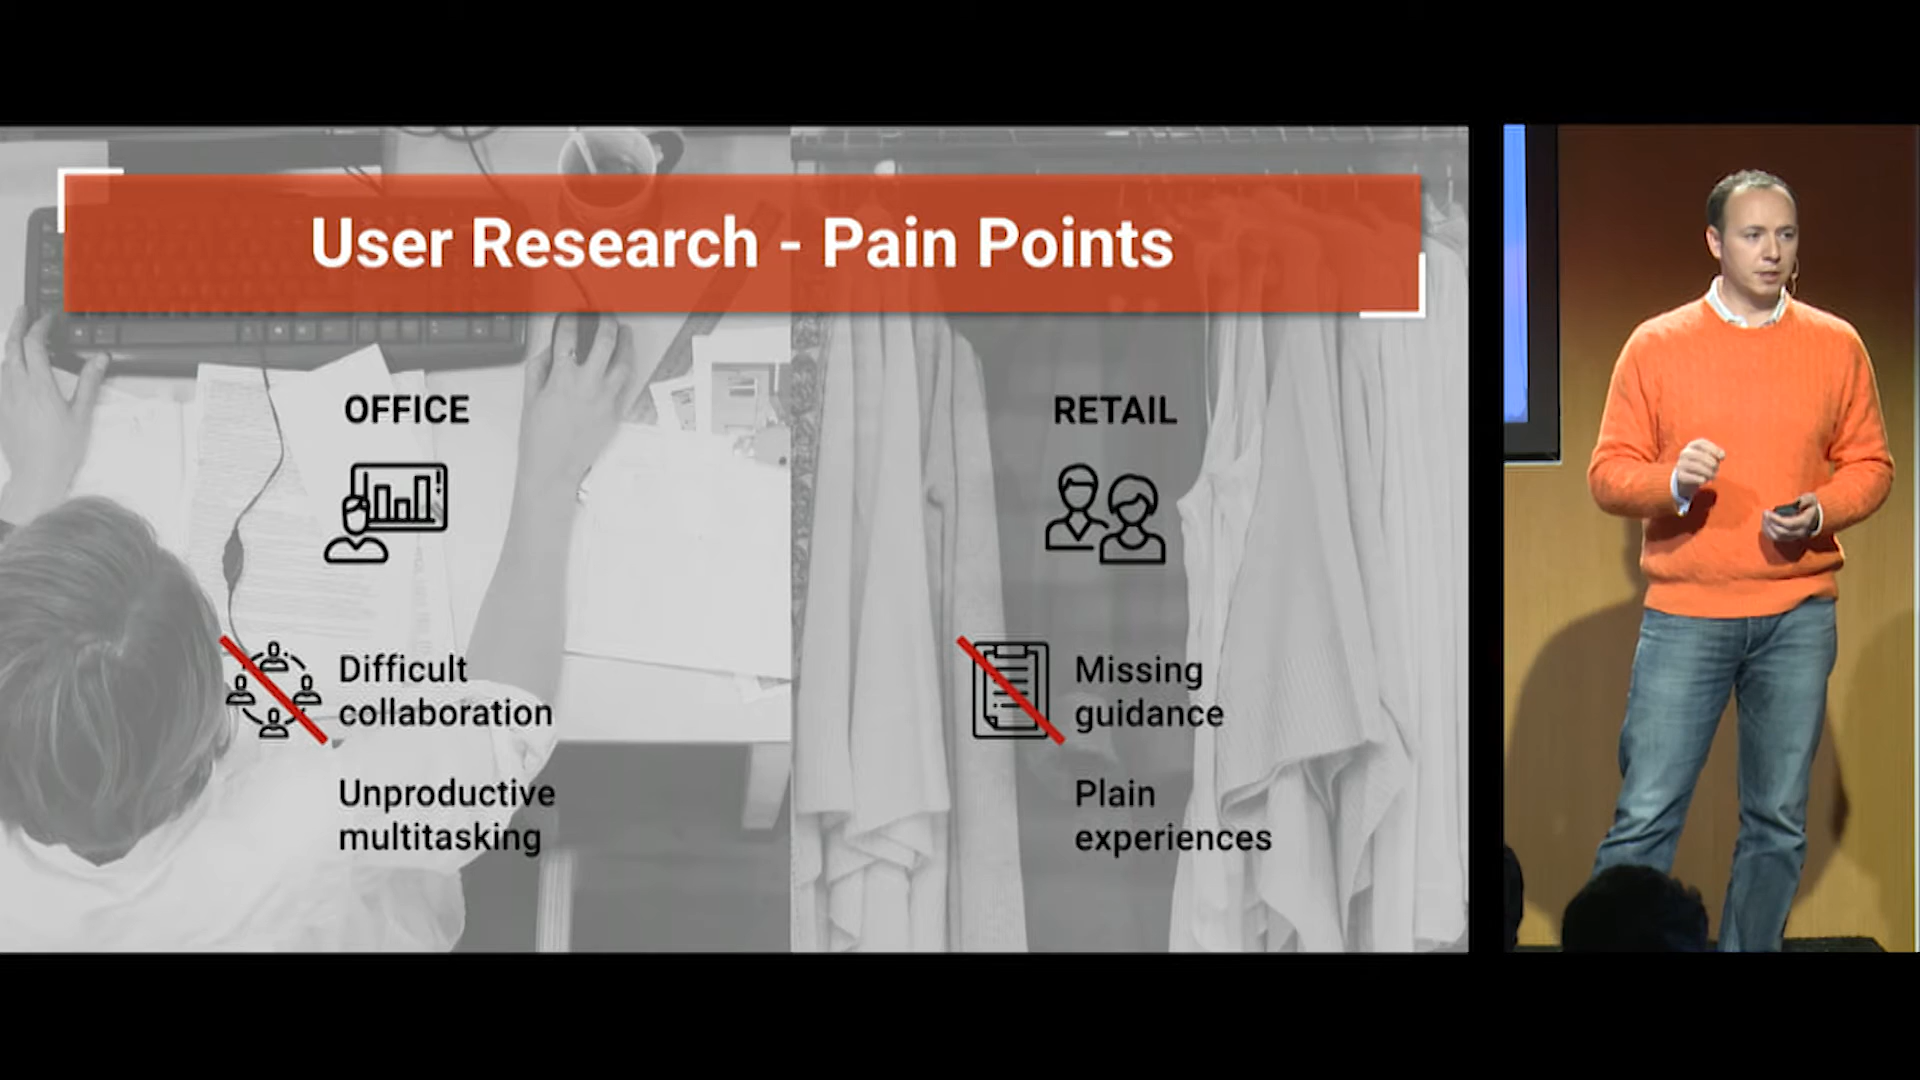 User Research - Pain Points
OFFICE
Difficult
collaboration
Unproductive
multitasking
RETAIL
Missing
guidance
Plain
experiences